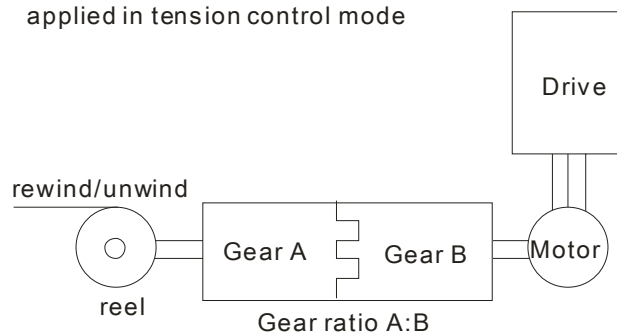 applied in tension control mode
Drive
rewind/unwind
Gear A
Gear B
Motor
reel
Gear ratio A:B